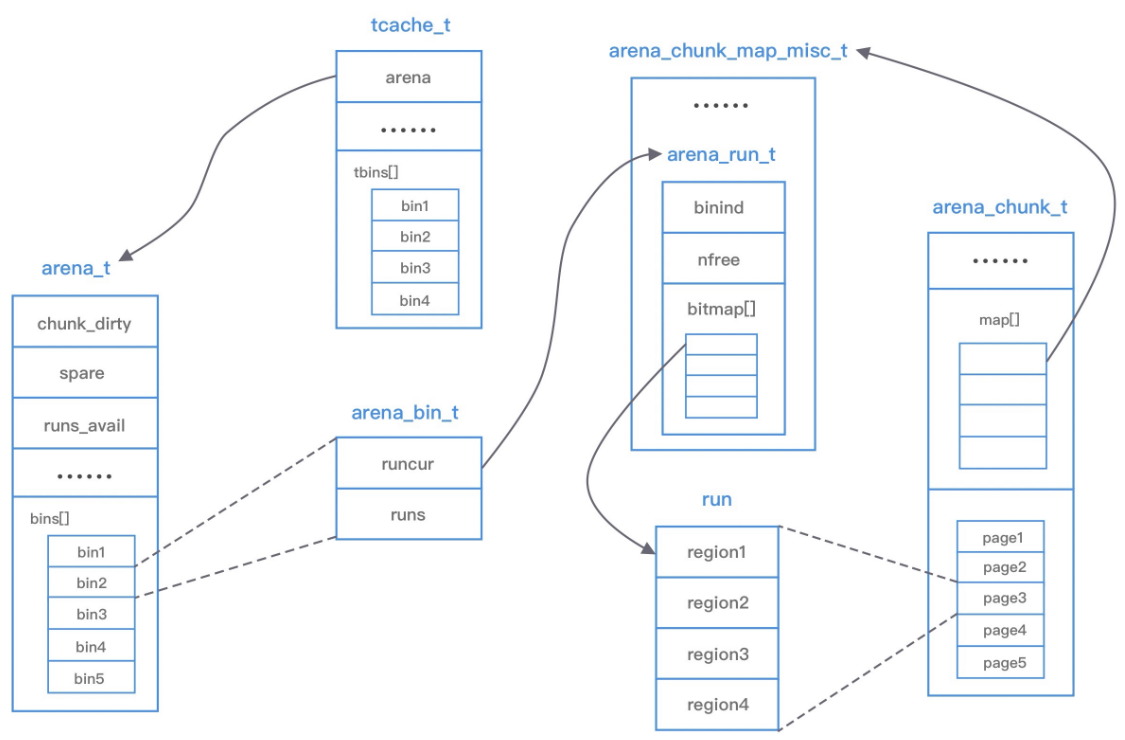 tcache_t
arena
••••••
tbins[]
bin1
bin2
bin3
bin4
arena_t
chunk_dirty
spare
runs_avail
••••••
bins[]
bin1
bin2
bin3
bin4
bin5
arena_bin_t
runcur
runs
arena_chunk_map_misc_t
••••••
arena_run_t
binind
nfree
bitmap[]
run
region1
region2
region3
region4
arena_chunk_t
••••••
map[]
page1
page2
page3
page4
page5